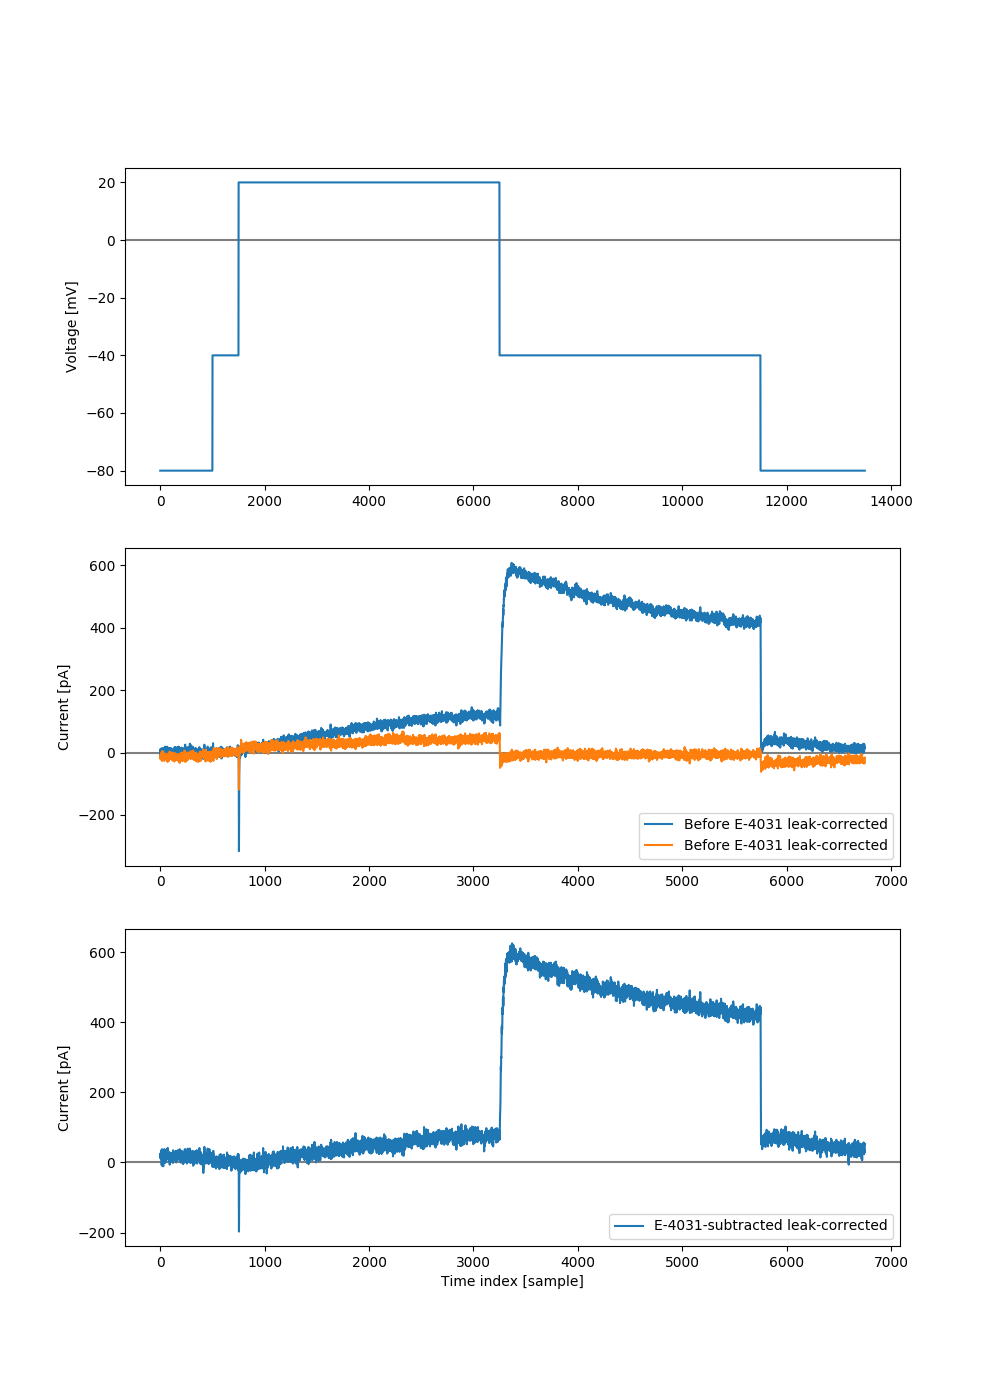 20
0
−20
−40
−60
−80
Voltage [mV]
0 2000 4000 6000 8000 10000 12000 14000
600
400
200
0
−200
Current [pA]
Before E-4031 leak-corrected
Before E-4031 leak-corrected
0 1000 2000 3000 4000 5000 6000 7000
600
400
200
0
−200
Current [pA]
E-4031-subtracted leak-corrected
0 1000 2000 3000 4000 5000 6000 7000
Time index [sample]